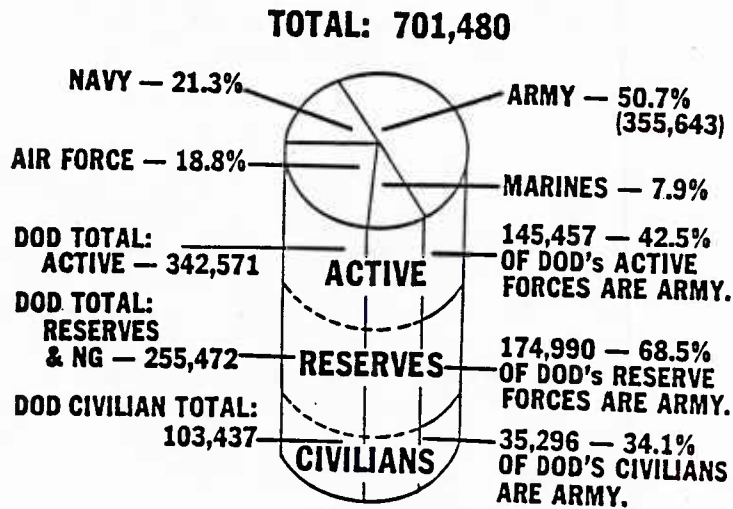 TOTAL: 701,480
NAVY — 21.3%
ARMY — 50.7%
(355,643)
AIR FORCE — 18.8%
MARINES — 7.9%
DOD TOTAL:
ACTIVE — 342,571
ACTIVE
145,457 — 42.5%
OF DOD's ACTIVE
FORCES ARE ARMY.
DOD TOTAL:
RESERVES
& NG — 255,472
RESERVES
174,990 — 68.5%
OF DOD's RESERVE
FORCES ARE ARMY.
DOD CIVILIAN TOTAL:
103,437
CIVILIANS
35,296 — 34.1%
OF DOD'S CIVILIANS
ARE ARMY.